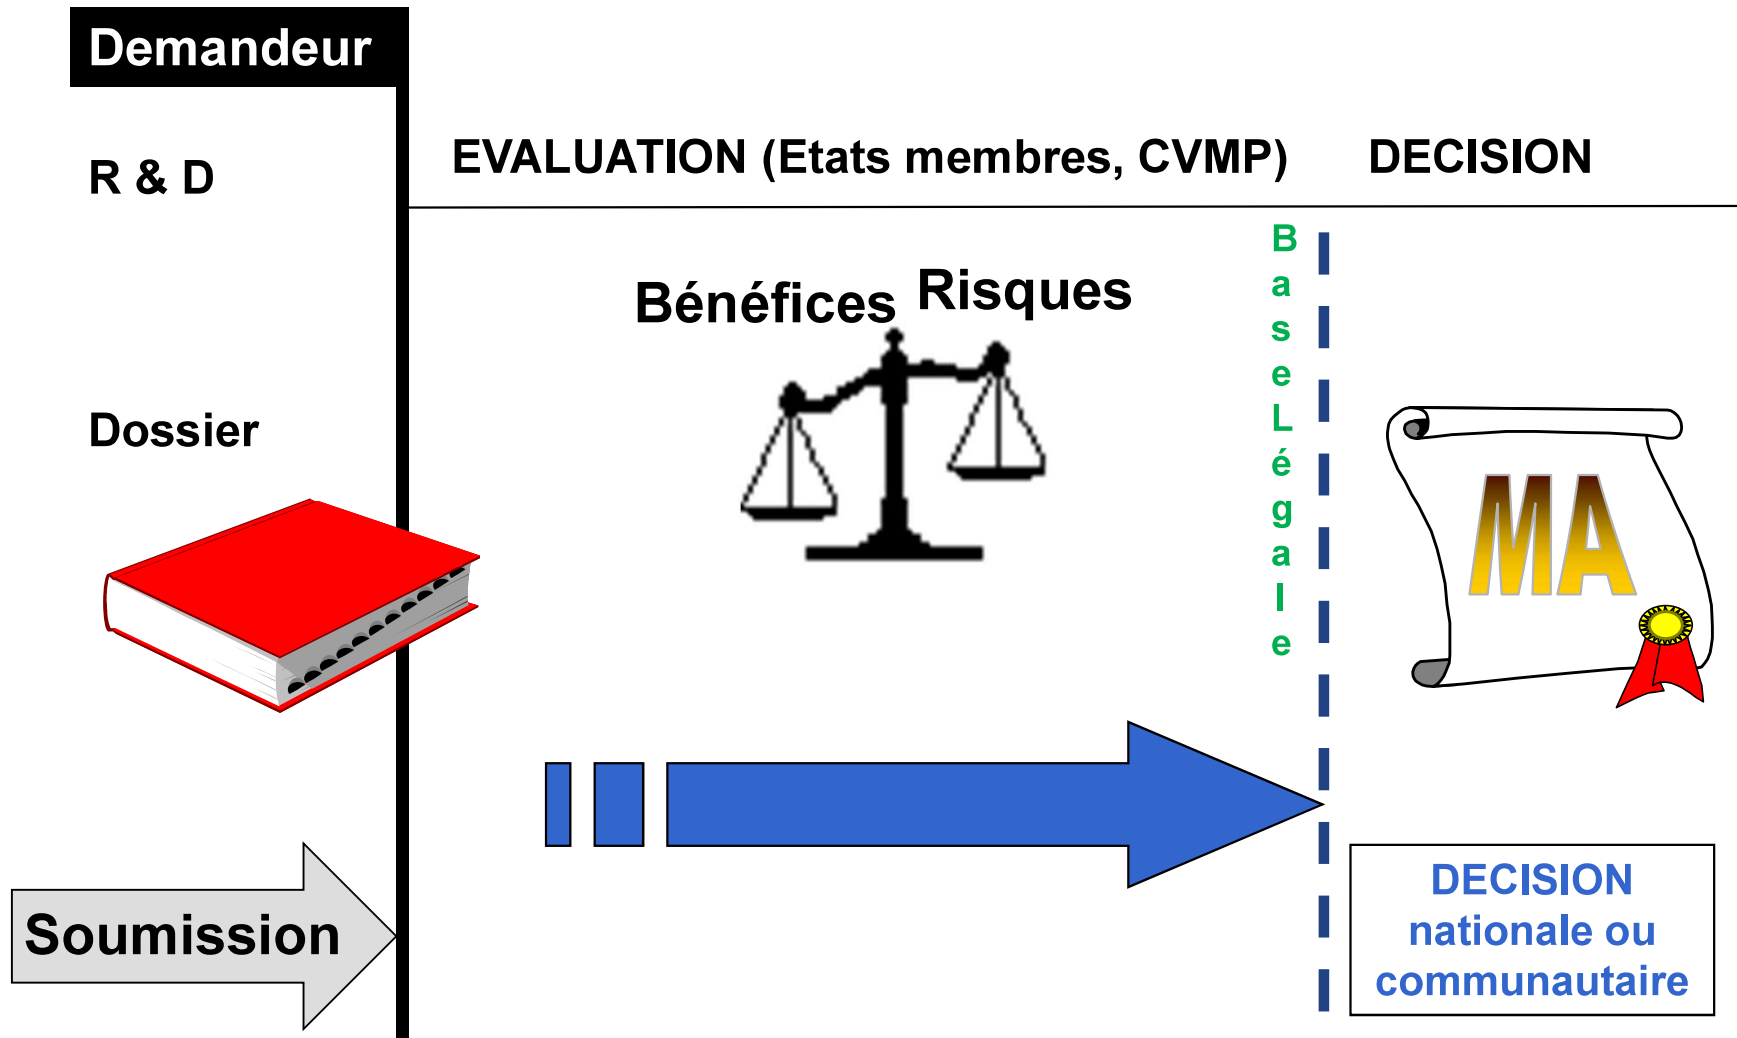 Demandeur
R & D
Dossier
Soumission
EVALUATION (Etats membres, CVMP)
Bénéfices
Risques
B
a
s
e
L
é
g
a
l
e
DECISION
MA
DECISION
nationale ou
communautaire